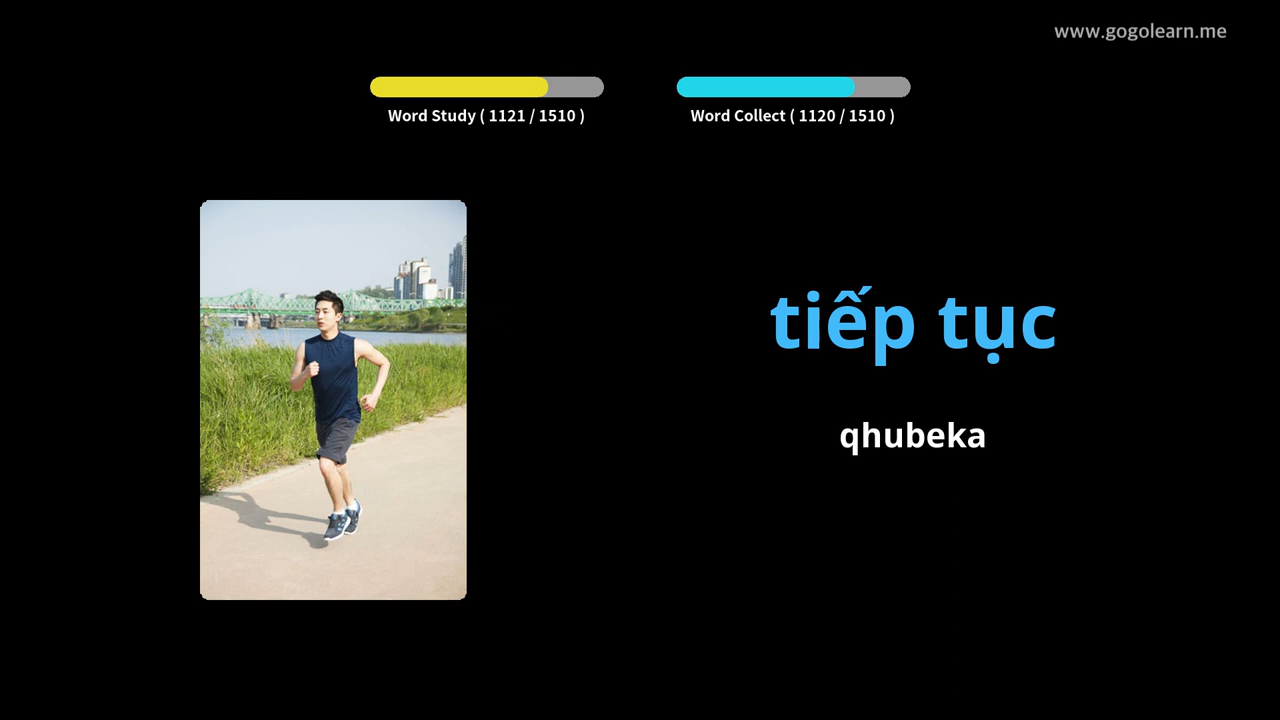 www.gogolearn.me
Word Study ( 1121 / 1510 )
Word Collect ( 1120 / 1510 )
tiếp tục
qhubeka